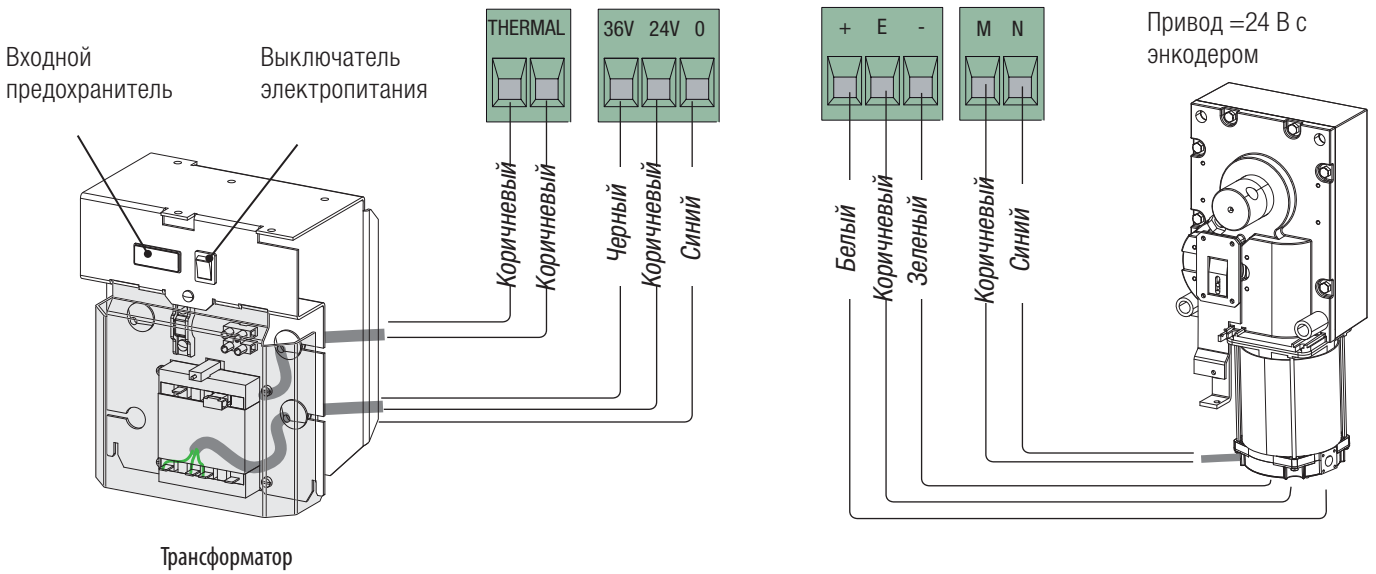 Входной
предохранитель
Выключатель
электропитания
THERMAL
36V 24V 0
+ E -
M N
Привод =24 В с
энкодером
Коричневый
Коричневый
Черный
Коричневый
Синий
Белый
Коричневый
Зеленый
Коричневый
Синий
Трансформатор